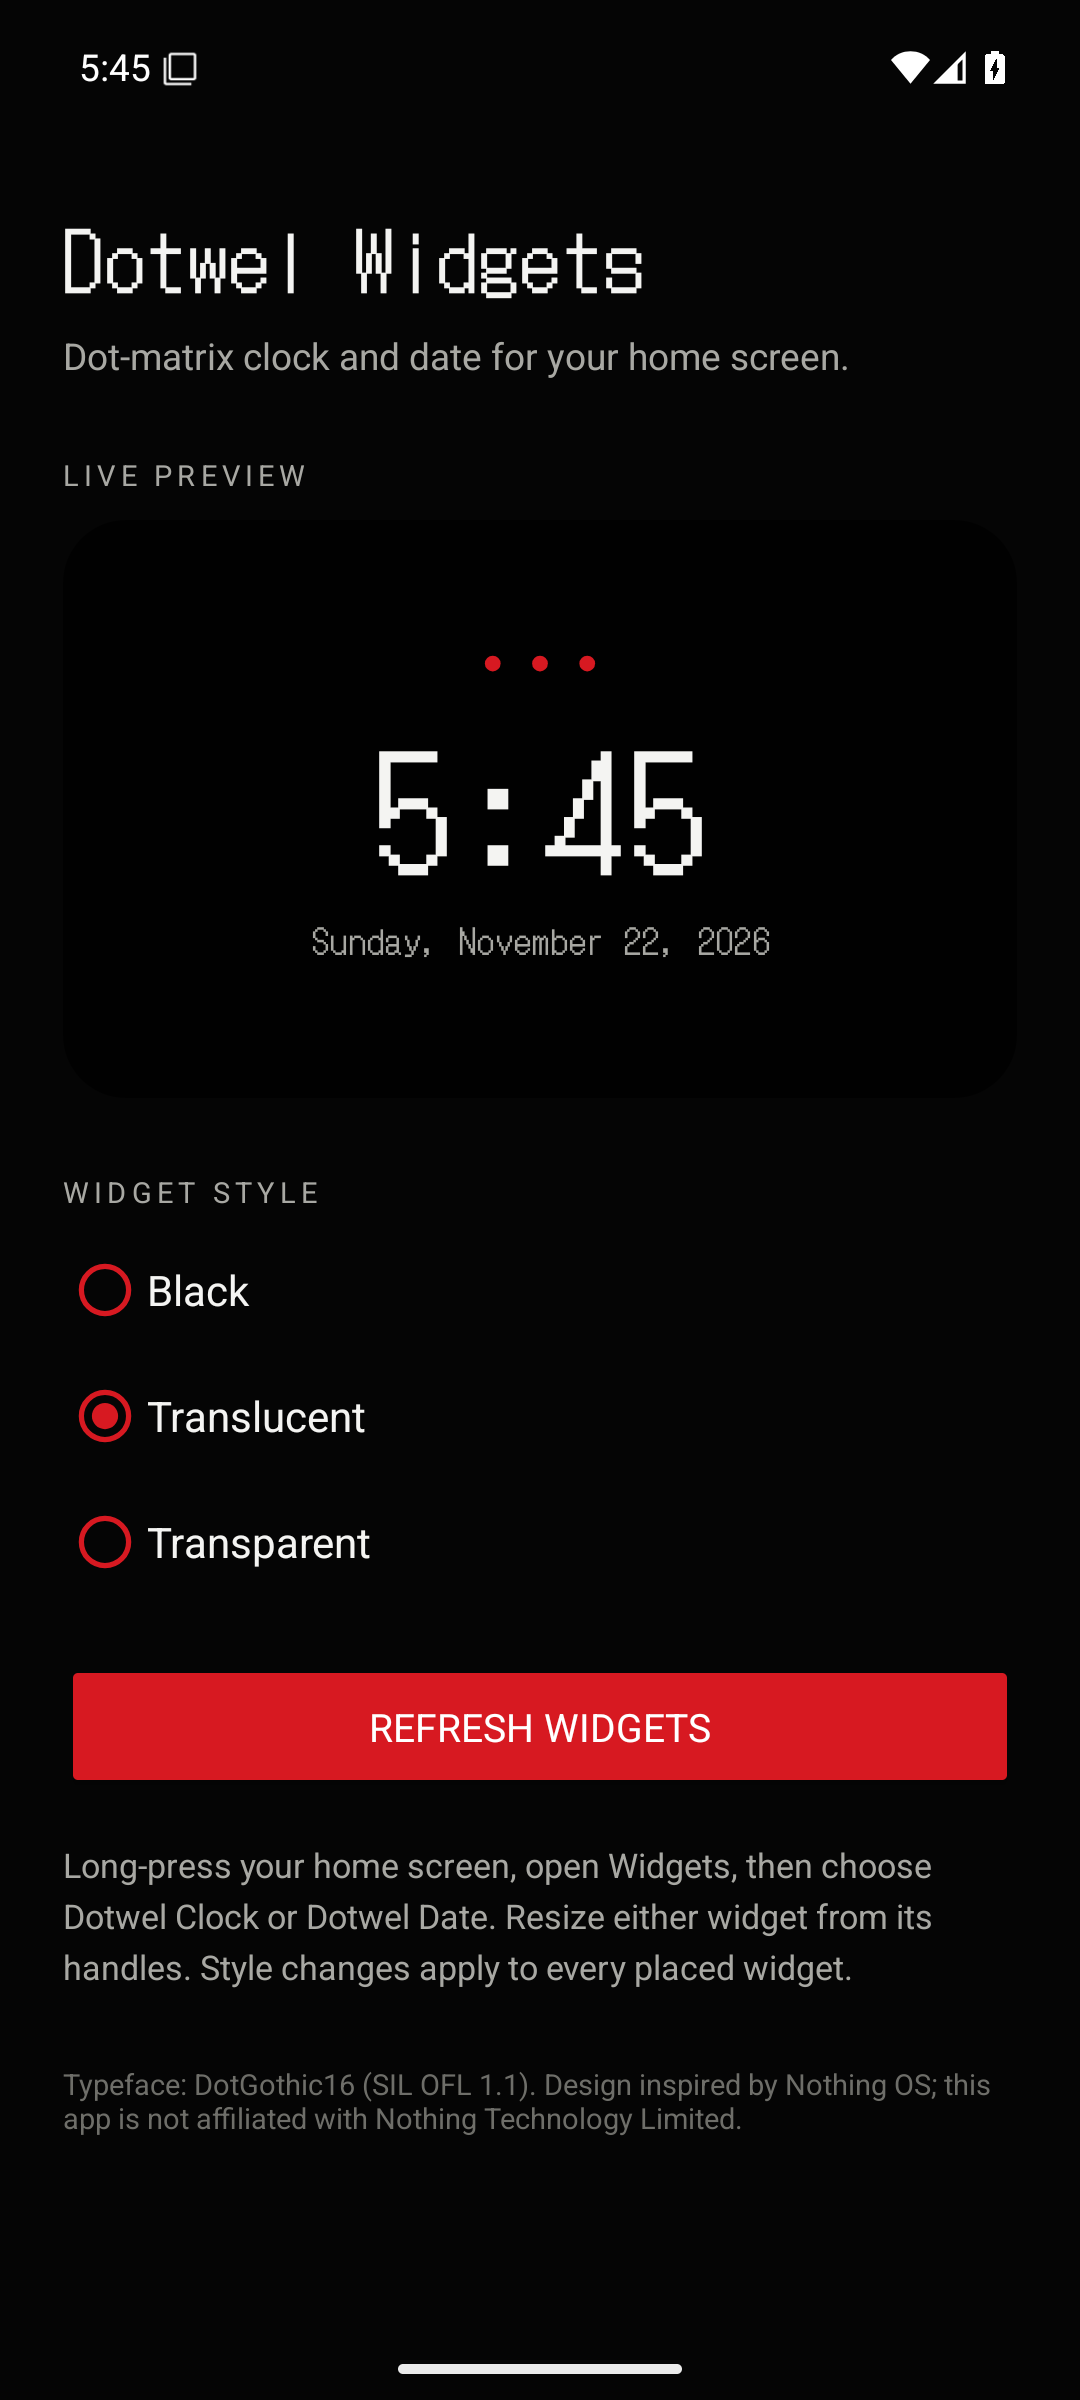 5:45
Dotwel Widgets
Dot-matrix clock and date for your home screen.
LIVE PREVIEW
5:45
Sunday, November 22, 2026
WIDGET STYLE
Black
Translucent
Transparent
REFRESH WIDGETS
Long-press your home screen, open Widgets, then choose
Dotwel Clock or Dotwel Date. Resize either widget from its
handles. Style changes apply to every placed widget.
Typeface: DotGothic16 (SIL OFL 1.1). Design inspired by Nothing OS; this
app is not affiliated with Nothing Technology Limited.